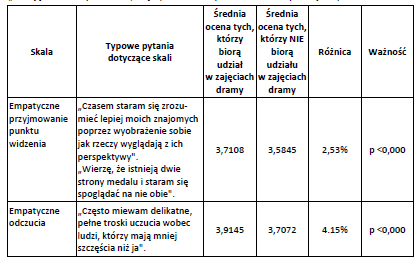 Skala
Typowe pytania
dotyczące skali
Średnia
ocena tych,
którzy
biorą
udział
w zajęciach
dramy
Średnia
ocena tych,
którzy NIE
biorą
udziału
w zajęciach
dramy
Różnica
Ważność
Empatyczne
przyjmowanie
punktu
widzenia
„Czasem staram się zrozu-
mieć lepiej moich znajomych
poprzez wyobrażenie sobie
jak rzeczy wyglądają z ich
perspektywy".
„Wierzę, że istnieją dwie
strony medalu i staram się
spoglądać na nie obie".
3,7108
3,5845
2,53%
p <0,000
Empatyczne
odczucia
„Często miewam delikatne,
pełne troski uczucia wobec
ludzi, którzy mają mniej
szczęścia niż ja".
3,9145
3,7072
4.15%
p <0,000